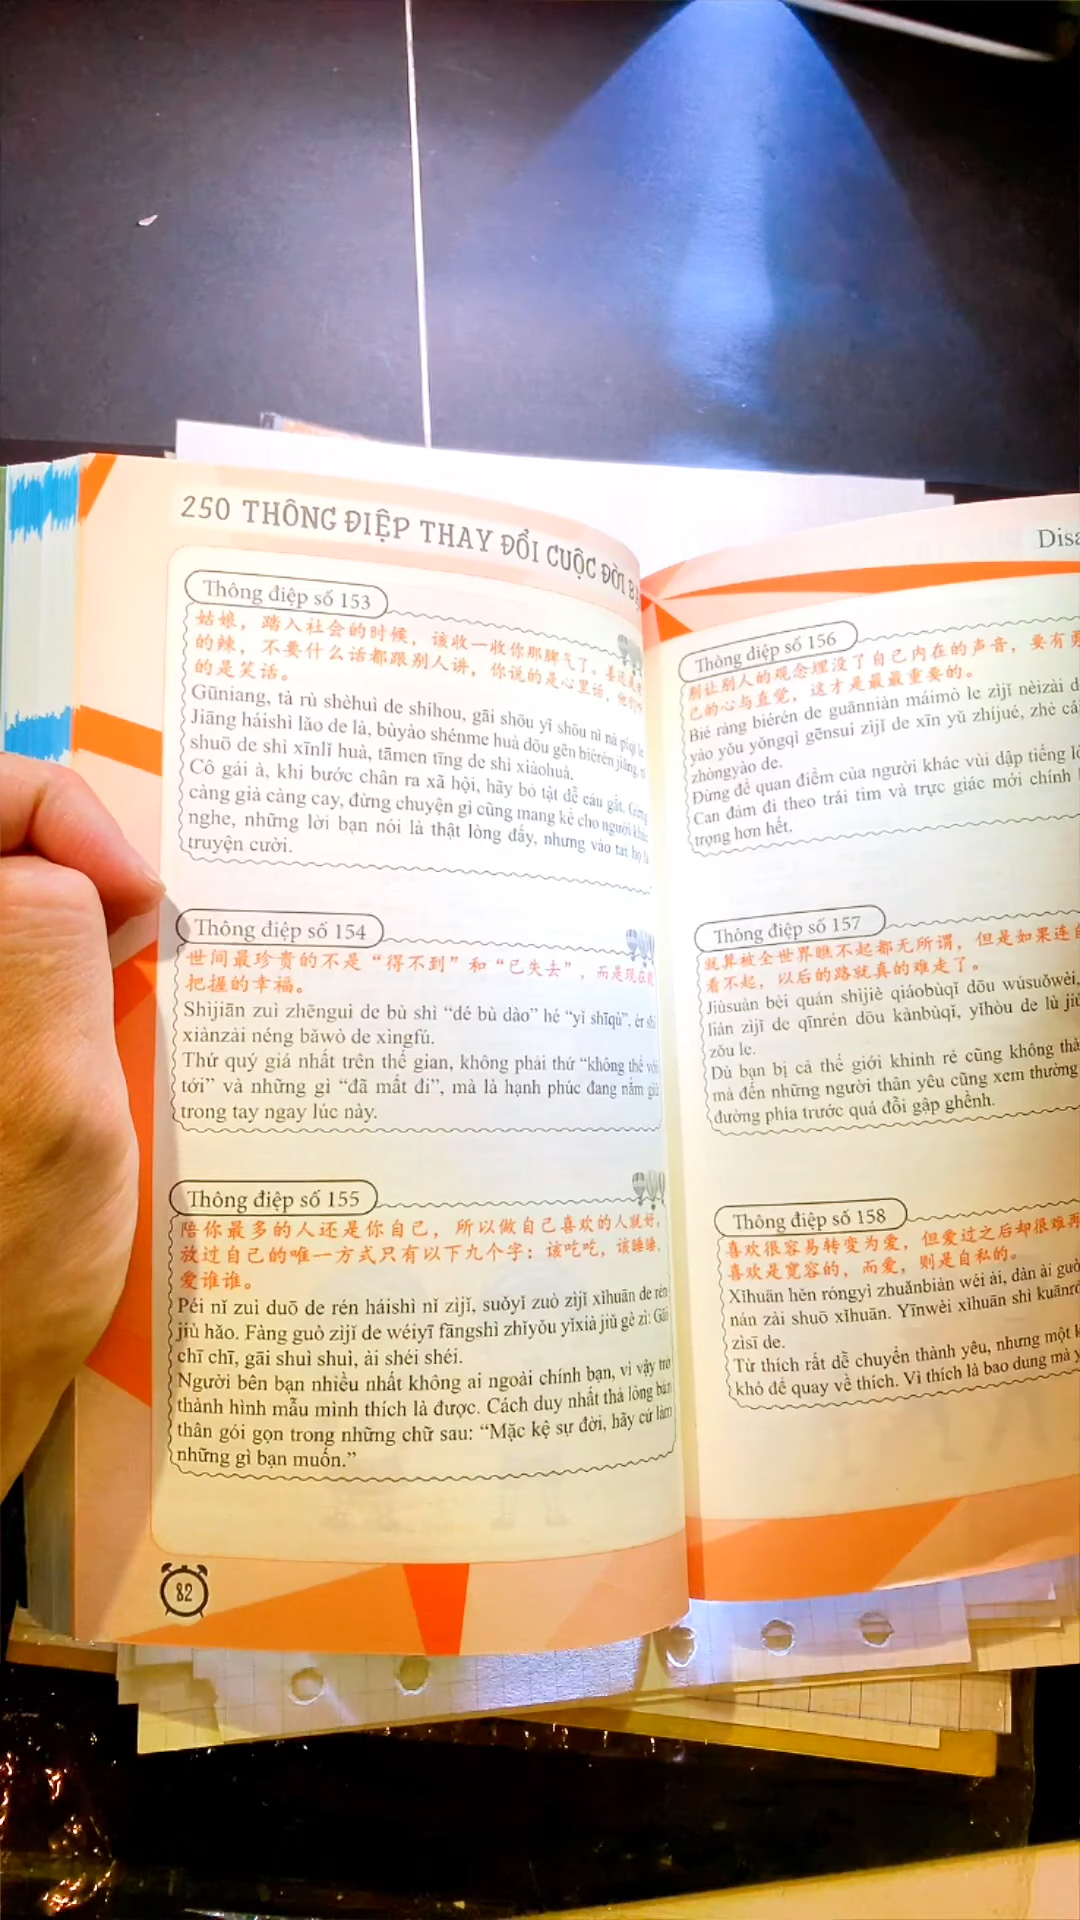 250 THÔNG ĐIỆP THAY ĐỔI CUỘC ĐỜI
Thông điệp số 153
姑娘，踏入社会的时候，该收一收你那脾气了。姜还是老
的辣，不要什么话都跟别人讲，你说的是心里话，他们听
的是笑话。
Gūniang, tà rù shèhuì de shíhou, gāi shōu yī shōu nǐ nà píqì le
Jiāng háishì lǎo de là, bùyào shénme huà dōu gēn biérén jiǎng,
shuō de shì xīnlǐ huà, tāmen tīng de shì xiàohuà.
Cô gái à, khi bước chân ra xã hội, hãy bỏ tật dễ cáu gắt. Gừng
càng già càng cay, đừng chuyện gì cũng mang kể cho người khác
nghe, những lời bạn nói là thật lòng đấy, nhưng vào tai họ là
truyện cười.
Thông điệp số 154
世间最珍贵的不是“得不到”和“已失去”，而是现在能
把握的幸福。
Shìjiān zuì zhēnguì de bù shì “dé bù dào” hé “yǐ shīqù”, ér shì
xiànzài néng bǎwò de xìngfú.
Thứ quý giá nhất trên thế gian, không phải thứ “không thể với
tới” và những gì “đã mất đi”, mà là hạnh phúc đang nắm giữ
trong tay ngay lúc này.
Thông điệp số 155
陪你最多的人还是你自己，所以做自己喜欢的人就好。
放过自己的唯一方式只有以下九个字：该吃吃，该睡睡，
爱谁谁。
Péi nǐ zuì duō de rén háishì nǐ zìjǐ, suǒyǐ zuò zìjǐ xǐhuān de rén
jiù hǎo. Fàng guò zìjǐ de wéiyī fāngshì zhǐyǒu yǐxià jiǔ gè zì: Gāi
chī chī, gāi shuì shuì, ài shéi shéi.
Người bên bạn nhiều nhất không ai ngoài chính bạn, vì vậy trở
thành hình mẫu mình thích là được. Cách duy nhất thả lỏng bản
thân gói gọn trong những chữ sau: “Mặc kệ sự đời, hãy cứ làm
những gì bạn muốn.”
82
Disa
Thông điệp số 156
别让别人的观念埋没了自己内在的声音，要有勇
己的心与直觉，这才是最最重要的。
Bié ràng biérén de guānniàn máimò le zìjǐ nèizài d
yào yǒu yǒngqì gēnsuí zìjǐ de xīn yǔ zhíjué, zhè cá
zhòngyào de.
Đừng để quan điểm của người khác vùi dập tiếng l
Can đảm đi theo trái tim và trực giác mới chính l
trọng hơn hết.
Thông điệp số 157
就算被全世界瞧不起都无所谓，但是如果连自
看不起，以后的路就真的难走了。
Jiùsuàn bèi quán shìjiè qiáobùqǐ dōu wúsuǒwèi,
lián zìjǐ de qīnrén dōu kànbùqǐ, yǐhòu de lù jiù
zǒu le.
Dù bạn bị cả thế giới khinh rẻ cũng không thà
mà đến những người thân yêu cũng xem thường
đường phía trước quả đỗi gập ghềnh.
Thông điệp số 158
喜欢很容易转变为爱，但爱过之后却很难再
喜欢是宽容的，而爱，则是自私的。
Xǐhuān hěn róngyì zhuǎnbiàn wéi ài, dàn ài guò
nán zài shuō xǐhuān. Yīnwèi xǐhuān shì kuānró
zìsī de.
Từ thích rất dễ chuyển thành yêu, nhưng một k
khó để quay về thích. Vì thích là bao dung mà y